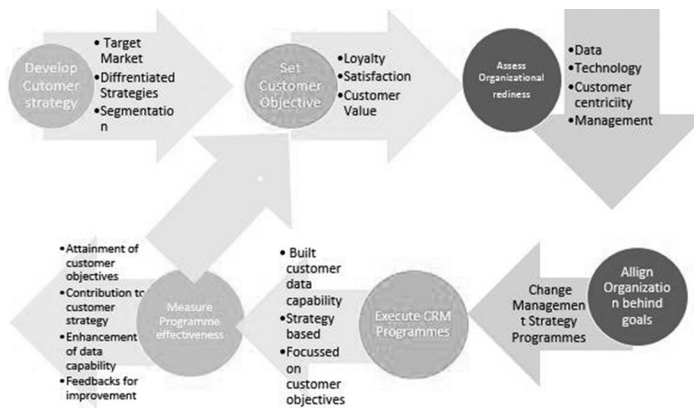 Develop
Cutomer
strategy
• Target
Market
• Diffrentiated
Strategies
• Segmentatio
n
Set
Customer
Objective
• Loyalty
• Satisfaction
• Customer
Value
Assess
Organizational
rediness
• Data
• Technology
• Customer
centriciity
• Management
Allign
Organizatio
n behind
goals
Change
Managemen
t Strategy
Programmes
Execute CRM
Programmes
• Built
customer
data
capability
• Strategy
based
• Focussed
on
customer
objectives
Measure
Programme
effectiveness
• Attainment of
customer
objectives
• Contribution to
customer
strategy
• Enhancement
of data
capability
• Feedbacks for
improvement